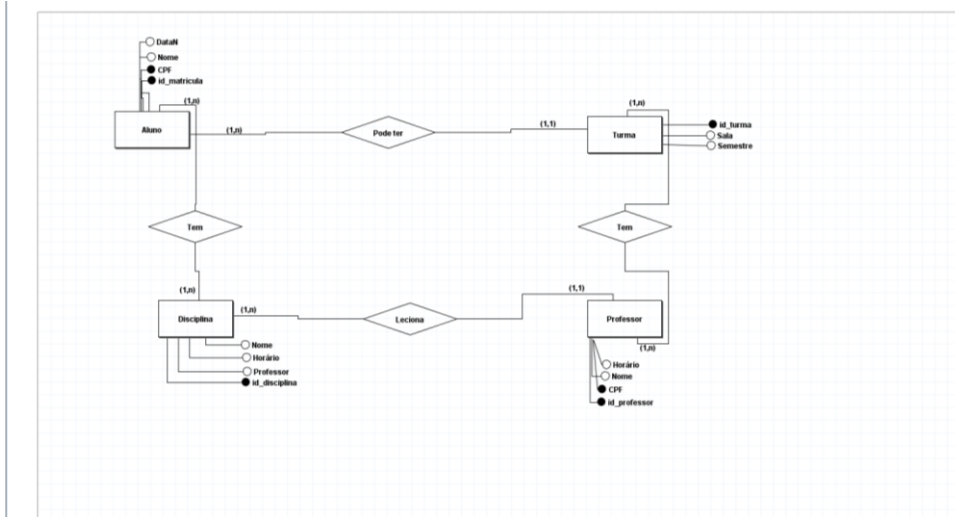 DataN
Nome
CPF
id_matricula
(1,n)
Aluno
(1,n)
Pode ter
(1,1)
(1,n)
Turma
id_turma
Sala
Semestre
Tem
Tem
(1,n)
Disciplina
(1,n)
Leciona
(1,1)
Professor
(1,n)
Nome
Horário
Professor
id_disciplina
Horário
Nome
CPF
id_professor